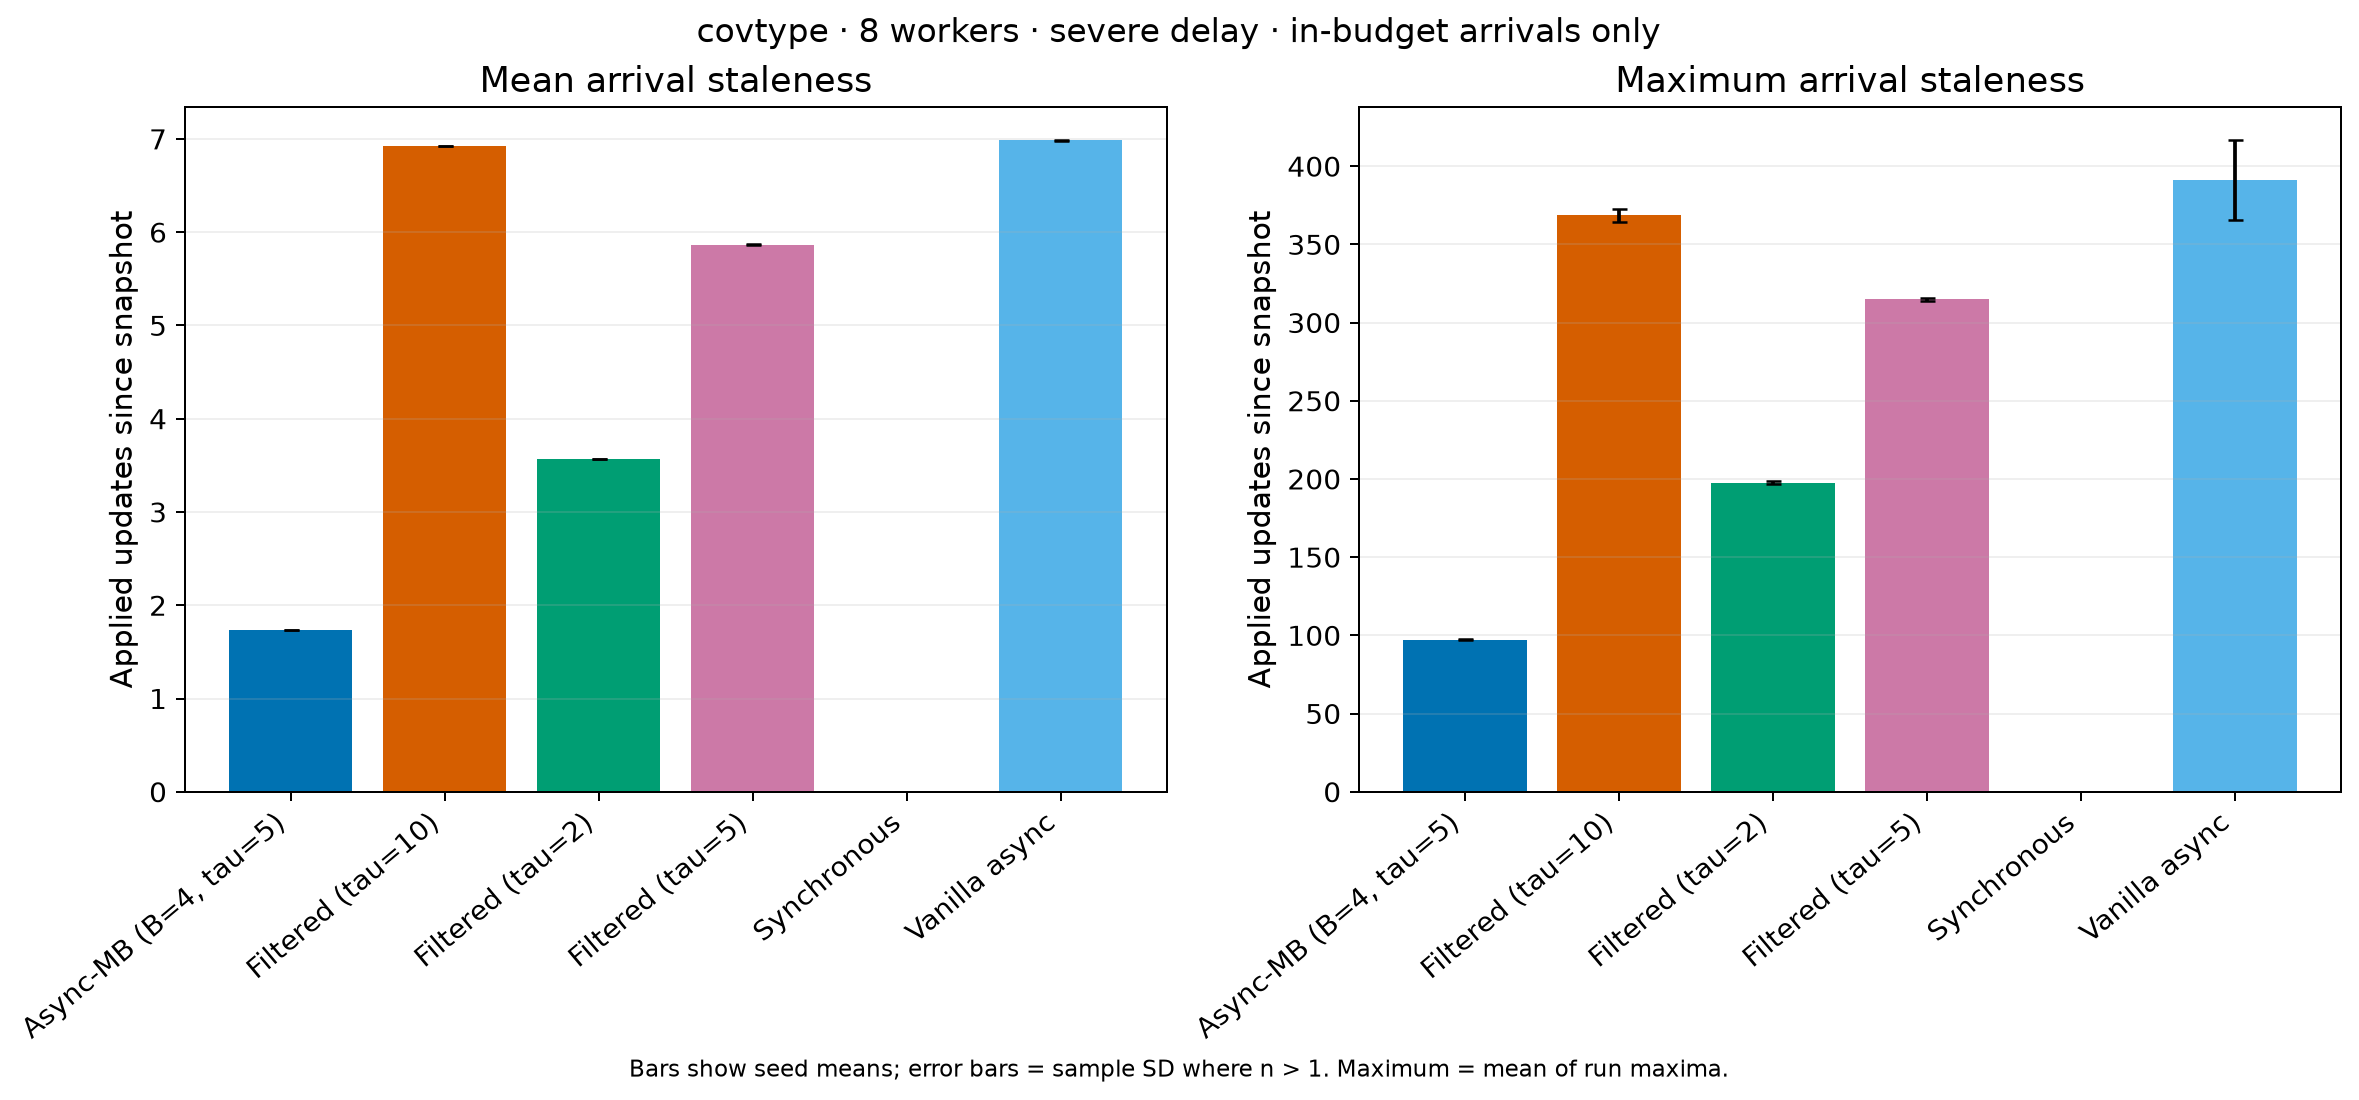 covtype · 8 workers · severe delay · in-budget arrivals only
Mean arrival staleness
Applied updates since snapshot
7
6
5
4
3
2
1
0
Async-MB (B=4, tau=5)
Filtered (tau=10)
Filtered (tau=2)
Filtered (tau=5)
Synchronous
Vanilla async
Maximum arrival staleness
Applied updates since snapshot
400
350
300
250
200
150
100
50
0
Async-MB (B=4, tau=5)
Filtered (tau=10)
Filtered (tau=2)
Filtered (tau=5)
Synchronous
Vanilla async
Bars show seed means; error bars = sample SD where n > 1. Maximum = mean of run maxima.